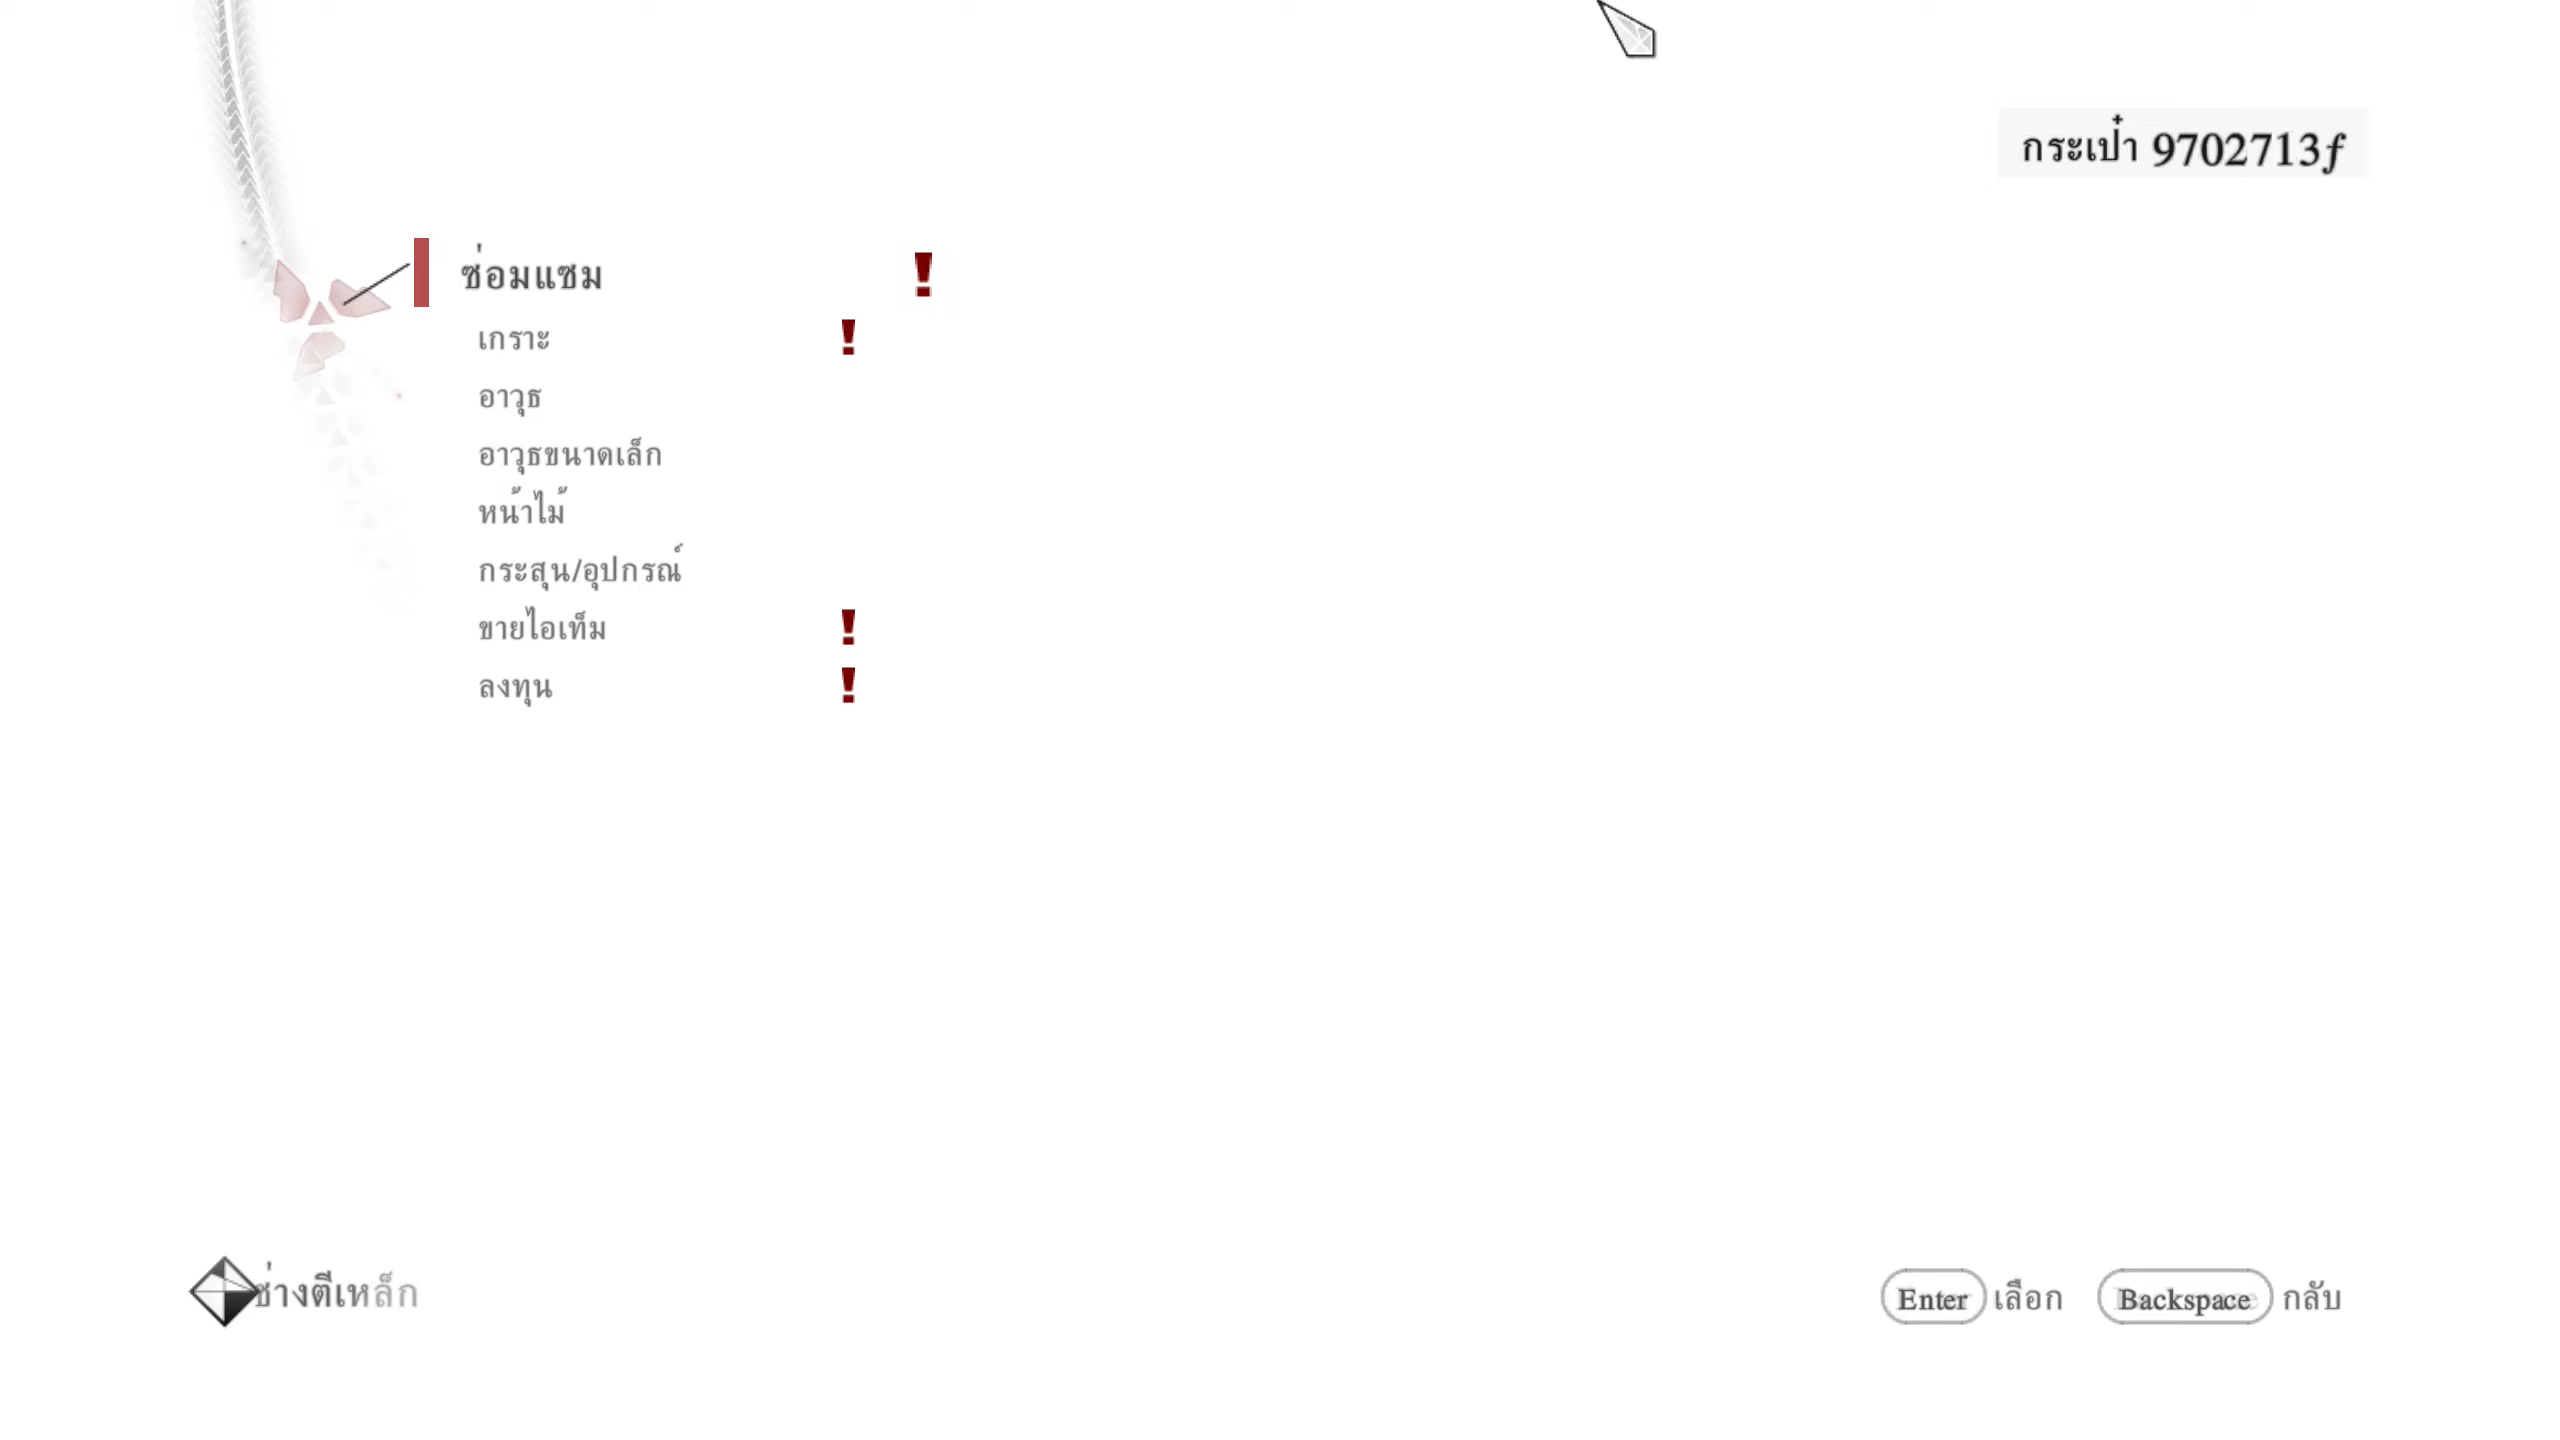 กระเป๋า 9702713ƒ
ซ่อมแซม !
เกราะ !
อาวุธ
อาวุธขนาดเล็ก
หน้าไม้
กระสุน/อุปกรณ์
ขายไอเท็ม !
ลงทุน !
ช่างตีเหล็ก
Enter เลือก Backspace กลับ